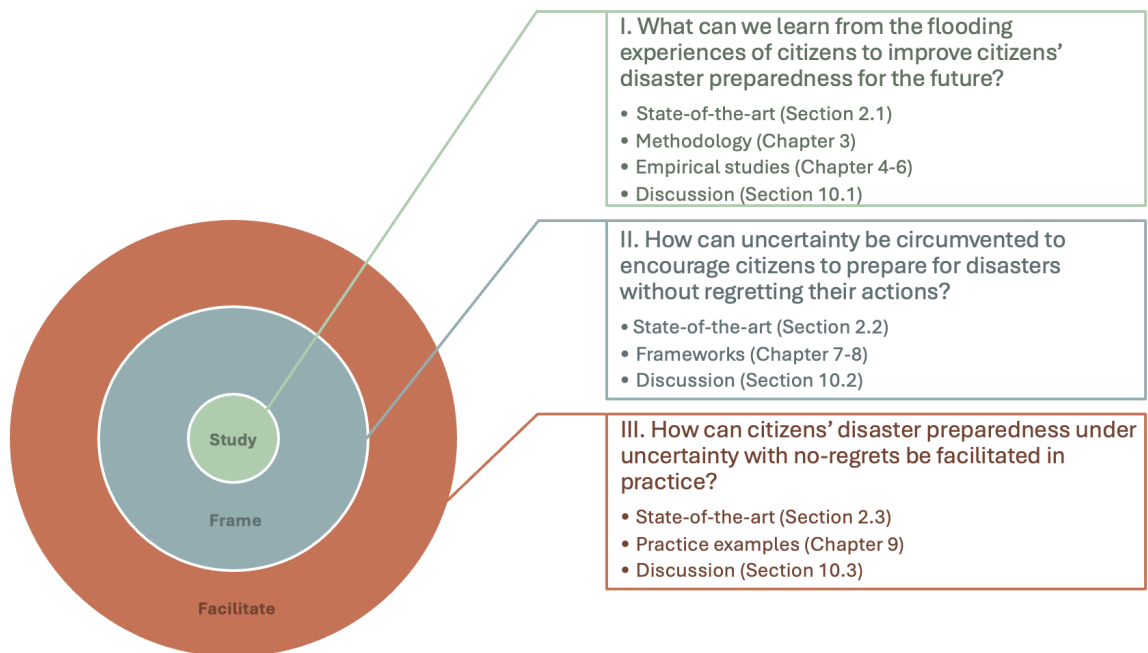 I. What can we learn from the flooding
experiences of citizens to improve citizens’
disaster preparedness for the future?
• State-of-the-art (Section 2.1)
• Methodology (Chapter 3)
• Empirical studies (Chapter 4-6)
• Discussion (Section 10.1)
II. How can uncertainty be circumvented to
encourage citizens to prepare for disasters
without regretting their actions?
• State-of-the-art (Section 2.2)
• Frameworks (Chapter 7-8)
• Discussion (Section 10.2)
III. How can citizens’ disaster preparedness under
uncertainty with no-regrets be facilitated in
practice?
• State-of-the-art (Section 2.3)
• Practice examples (Chapter 9)
• Discussion (Section 10.3)
Study
Frame
Facilitate